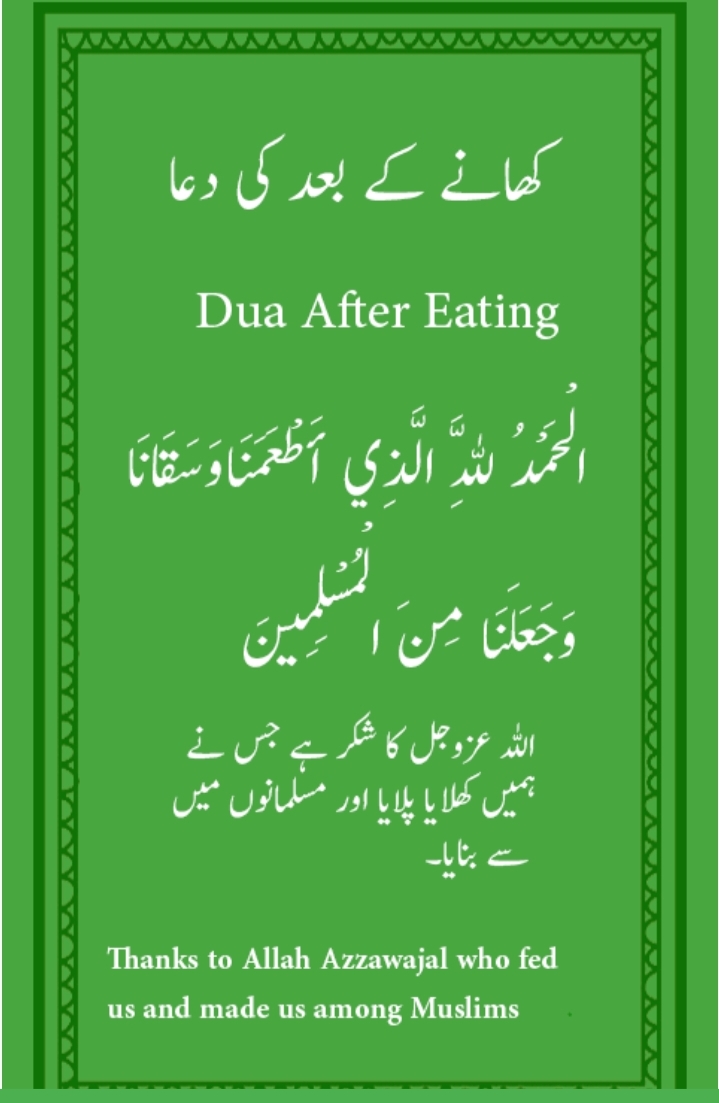 کھانے کے بعد کی دعا
Dua After Eating
الْحَمْدُ لِلَّهِ الَّذِي أَطْعَمَنَا وَسَقَانَا
وَجَعَلَنَا مِنَ الْمُسْلِمِينَ
اللہ عزوجل کا شکر ہے جس نے
ہمیں کھلایا پلایا اور مسلمانوں میں
سے بنایا۔
Thanks to Allah Azzawajal who fed
us and made us among Muslims